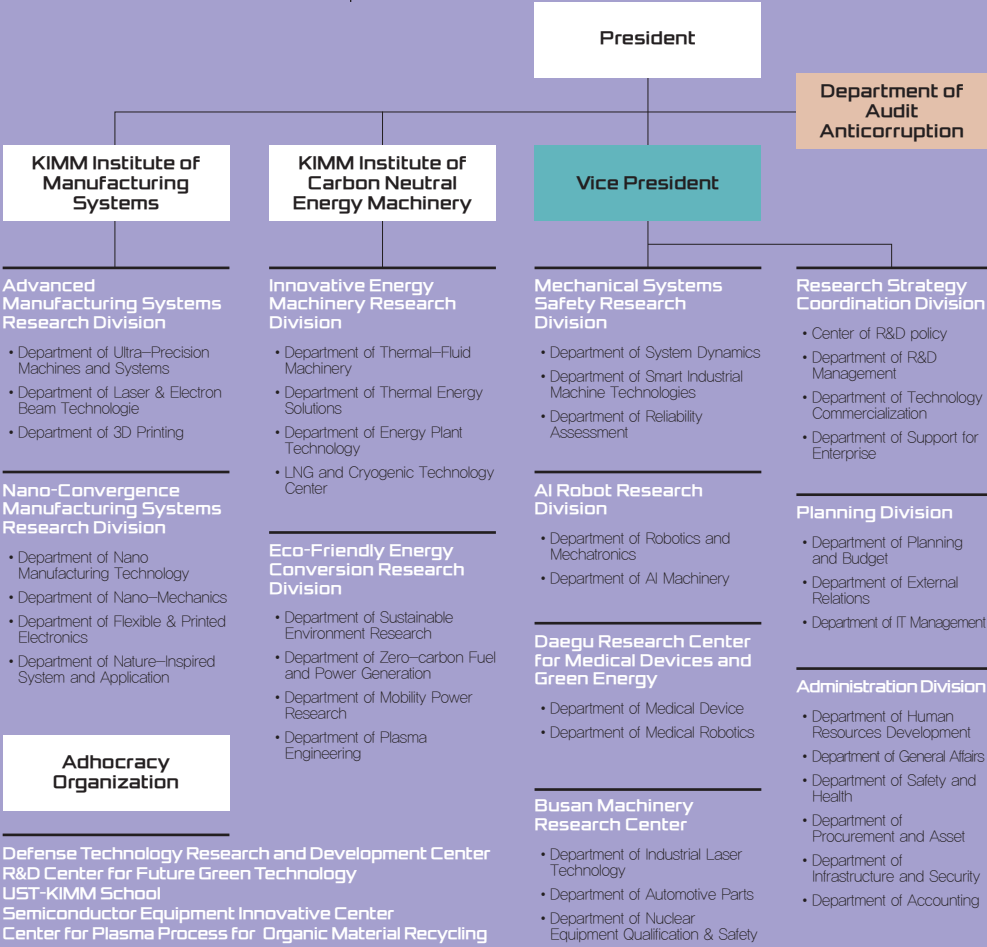 President
Department of
Audit
Anticorruption
KIMM Institute of
Manufacturing
Systems
KIMM Institute of
Carbon Neutral
Energy Machinery
Vice President
Advanced
Manufacturing Systems
Research Division
• Department of Ultra-Precision
Machines and Systems
• Department of Laser & Electron
Beam Technologie
• Department of 3D Printing
Nano-Convergence
Manufacturing Systems
Research Division
• Department of Nano
Manufacturing Technology
• Department of Nano-Mechanics
• Department of Flexible & Printed
Electronics
• Department of Nature-Inspired
System and Application
Adhocracy
Organization
Defense Technology Research and Development Center
R&D Center for Future Green Technology
UST-KIMM School
Semiconductor Equipment Innovative Center
Center for Plasma Process for Organic Material Recycling
Innovative Energy
Machinery Research
Division
• Department of Thermal-Fluid
Machinery
• Department of Thermal Energy
Solutions
• Department of Energy Plant
Technology
• LNG and Cryogenic Technology
Center
Eco-Friendly Energy
Conversion Research
Division
• Department of Sustainable
Environment Research
• Department of Zero-carbon Fuel
and Power Generation
• Department of Mobility Power
Research
• Department of Plasma
Engineering
Mechanical Systems
Safety Research
Division
• Department of System Dynamics
• Department of Smart Industrial
Machine Technologies
• Department of Reliability
Assessment
AI Robot Research
Division
• Department of Robotics and
Mechatronics
• Department of AI Machinery
Daegu Research Center
for Medical Devices and
Green Energy
• Department of Medical Device
• Department of Medical Robotics
Busan Machinery
Research Center
• Department of Industrial Laser
Technology
• Department of Automotive Parts
• Department of Nuclear
Equipment Qualification & Safety
Research Strategy
Coordination Division
• Center of R&D policy
• Department of R&D
Management
• Department of Technology
Commercialization
• Department of Support for
Enterprise
Planning Division
• Department of Planning
and Budget
• Department of External
Relations
• Department of IT Management
Administration Division
• Department of Human
Resources Development
• Department of General Affairs
• Department of Safety and
Health
• Department of
Procurement and Asset
• Department of
Infrastructure and Security
• Department of Accounting